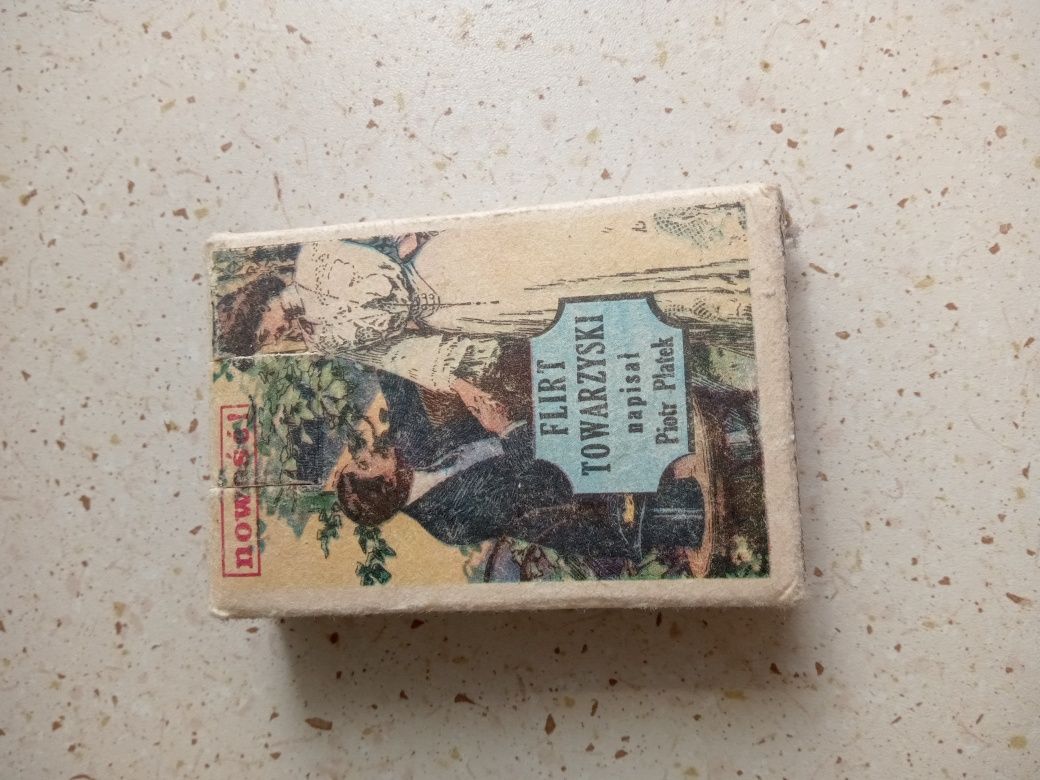 nowość!
FLIRT
TOWARZYSKI
napisał
Piotr Płatek